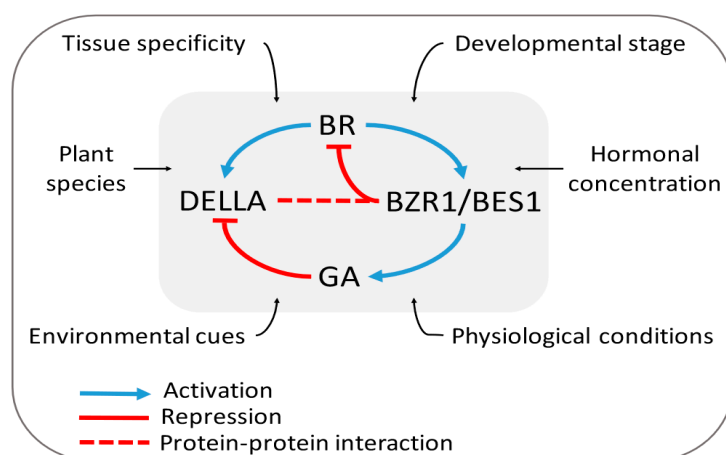 Tissue specificity
Developmental stage
BR
Plant
species
Hormonal
concentration
DELLA
BZR1/BES1
GA
Environmental cues
Physiological conditions
Activation
Repression
Protein-protein interaction